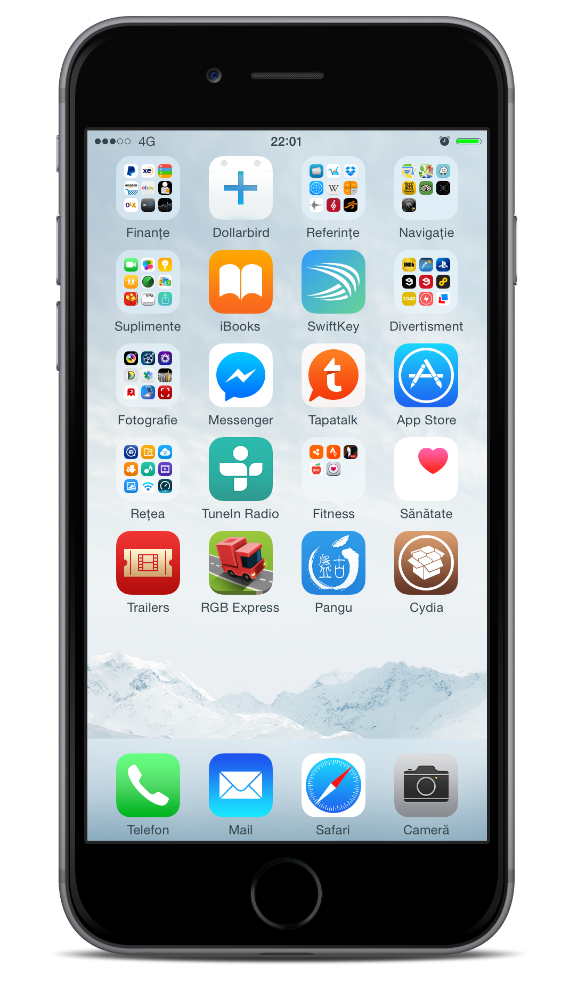 4G 22:01
Finanțe Dollarbird Referințe Navigație
Suplimente iBooks SwiftKey Divertisment
Fotografie Messenger Tapatalk App Store
Rețea TuneIn Radio Fitness Sănătate
Trailers RGB Express Pangu Cydia
Telefon Mail Safari Cameră